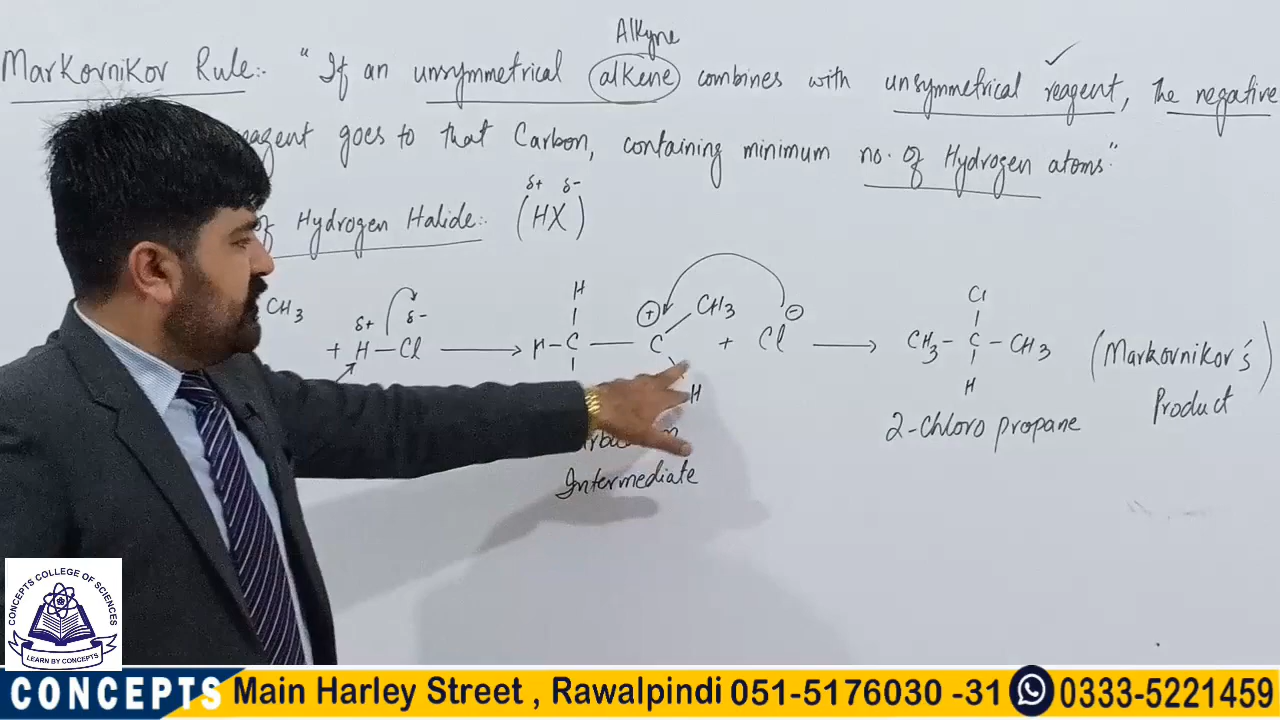 Alkyne
Markovnikov Rule:- "If an unsymmetrical alkene combines with unsymmetrical reagent, the negative
reagent goes to that Carbon, containing minimum no. of Hydrogen atoms"
of Hydrogen Halide:- (HX)
δ+ δ-
CH3 + H—Cl
δ+ δ-
H
H—C—C
+
CH3
H
+ Cl
-
Intermediate
Cl
CH3—C—CH3
H
2-Chloro propane
(Markovnikov's
Product)
CONCEPTS COLLEGE OF SCIENCES
LEARN BY CONCEPTS
CONCEPTS Main Harley Street , Rawalpindi 051-5176030 -31 0333-5221459